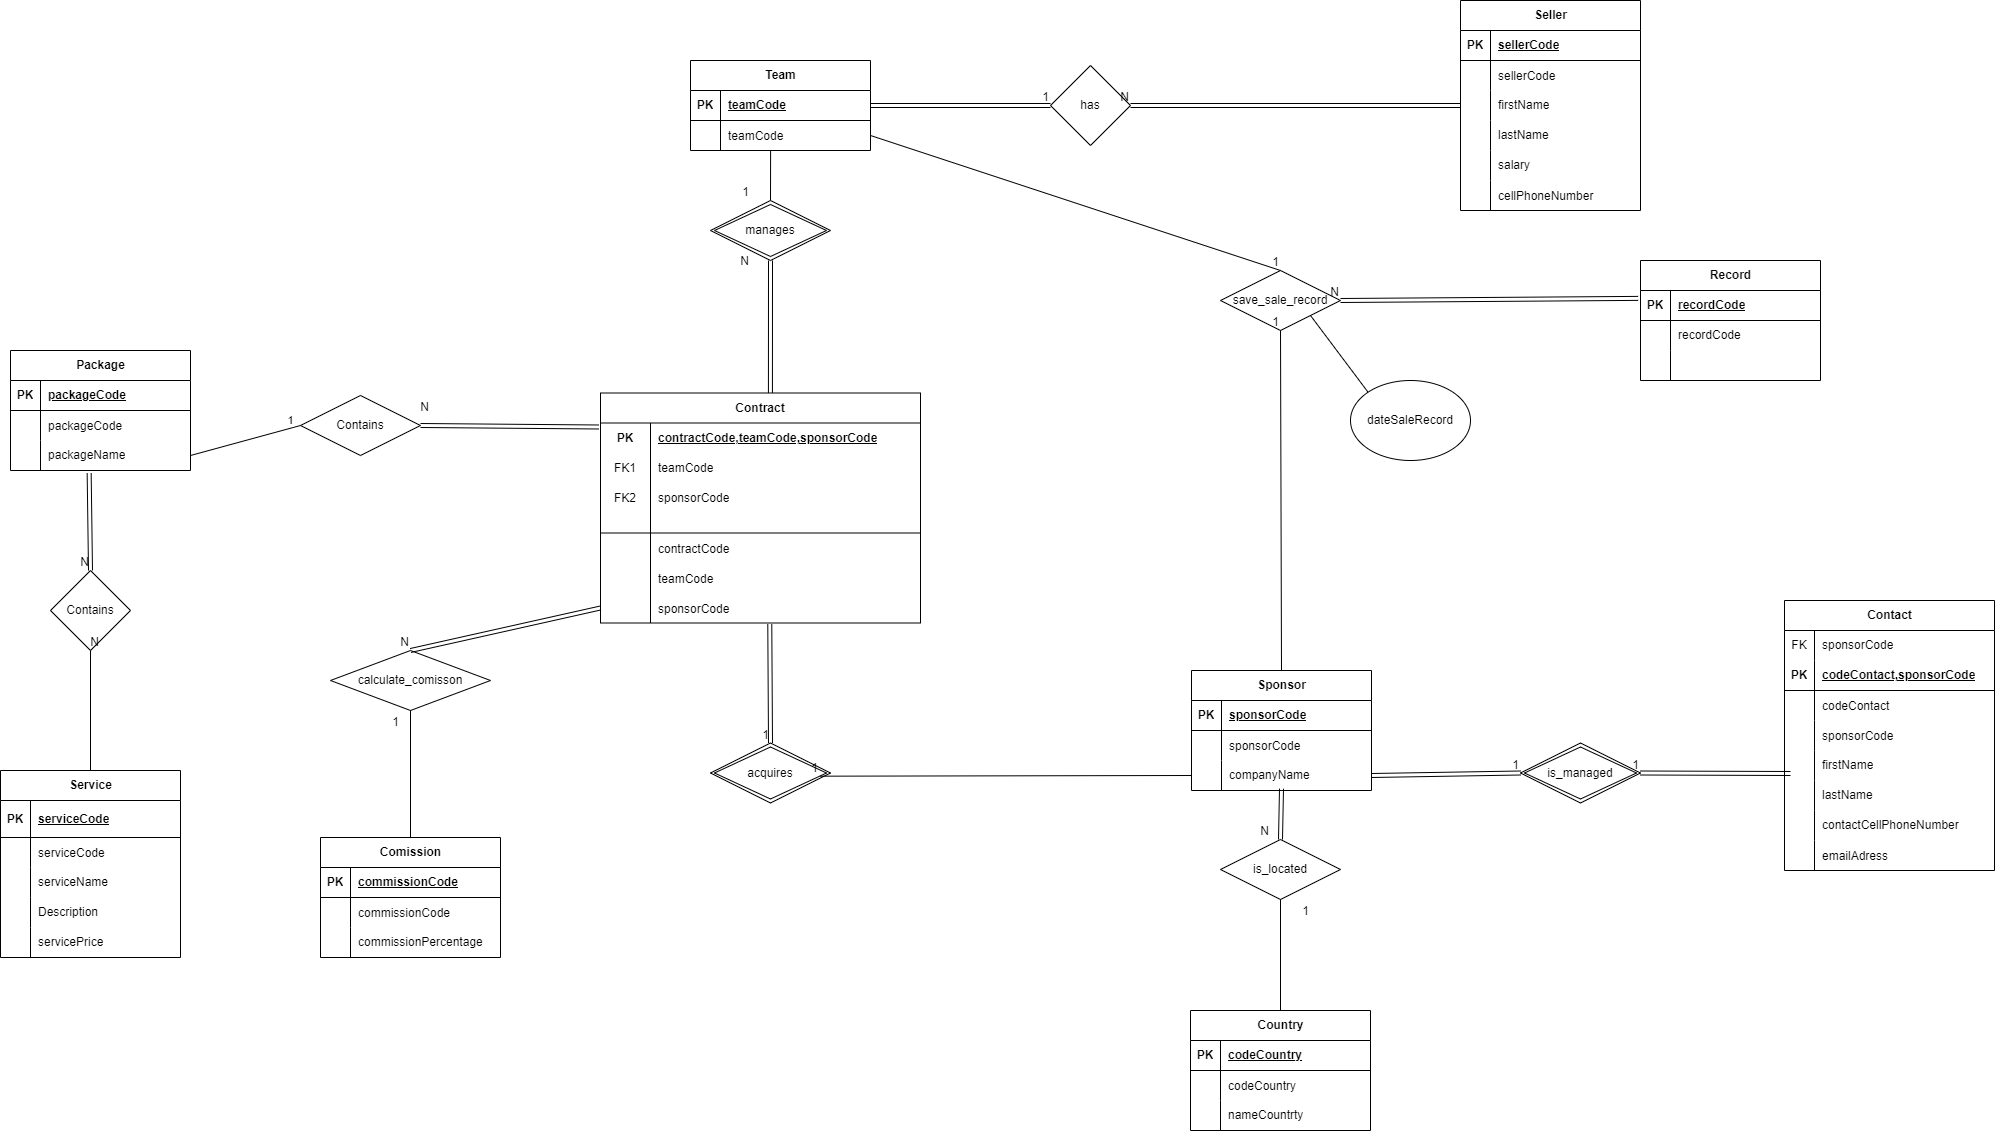 Seller
PK sellerCode
sellerCode
firstName
lastName
salary
cellPhoneNumber
Team
PK teamCode
teamCode
1 has N
1
manages
N
1
save_sale_record N
1
dateSaleRecord
Record
PK recordCode
recordCode
Package
PK packageCode
packageCode
packageName
1 Contains N
Contract
PK contractCode,teamCode,sponsorCode
FK1 teamCode
FK2 sponsorCode
contractCode
teamCode
sponsorCode
N
Contains
N
N
calculate_comisson
1
1
acquires 1
Sponsor
PK sponsorCode
sponsorCode
companyName
1 is_managed 1
Contact
FK sponsorCode
PK codeContact,sponsorCode
codeContact
sponsorCode
firstName
lastName
contactCellPhoneNumber
emailAdress
Service
PK serviceCode
serviceCode
serviceName
Description
servicePrice
Comission
PK commissionCode
commissionCode
commissionPercentage
N
is_located
1
Country
PK codeCountry
codeCountry
nameCountrty